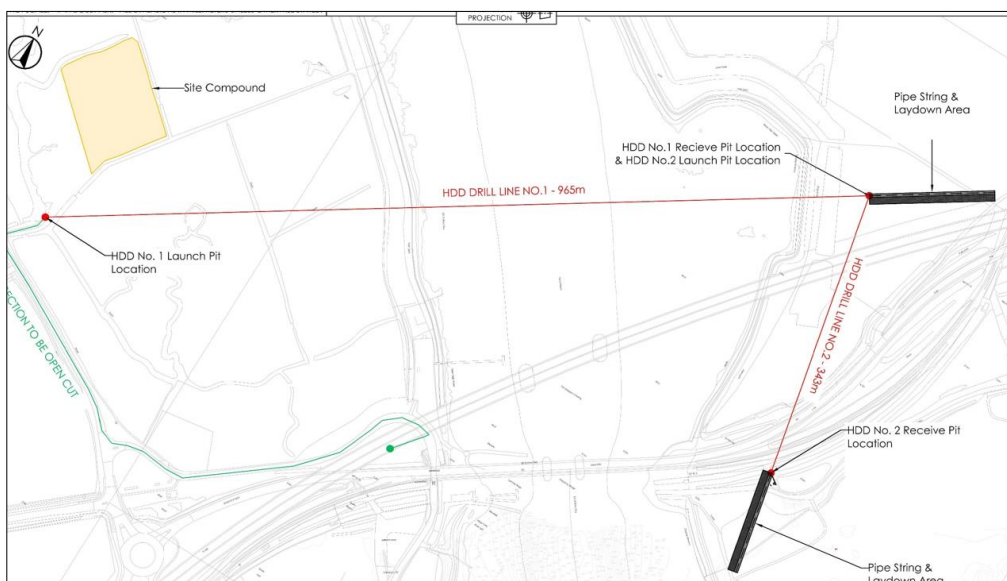 PROJECTION
N
Site Compound
Pipe String &
Laydown Area
HDD No.1 Recieve Pit Location
& HDD No.2 Launch Pit Location
HDD DRILL LINE NO.1 - 965m
HDD No. 1 Launch Pit
Location
HDD DRILL LINE NO.2 - 343m
ECTION TO BE OPEN CUT
HDD No. 2 Receive Pit
Location
Pipe String &
Laydown Area